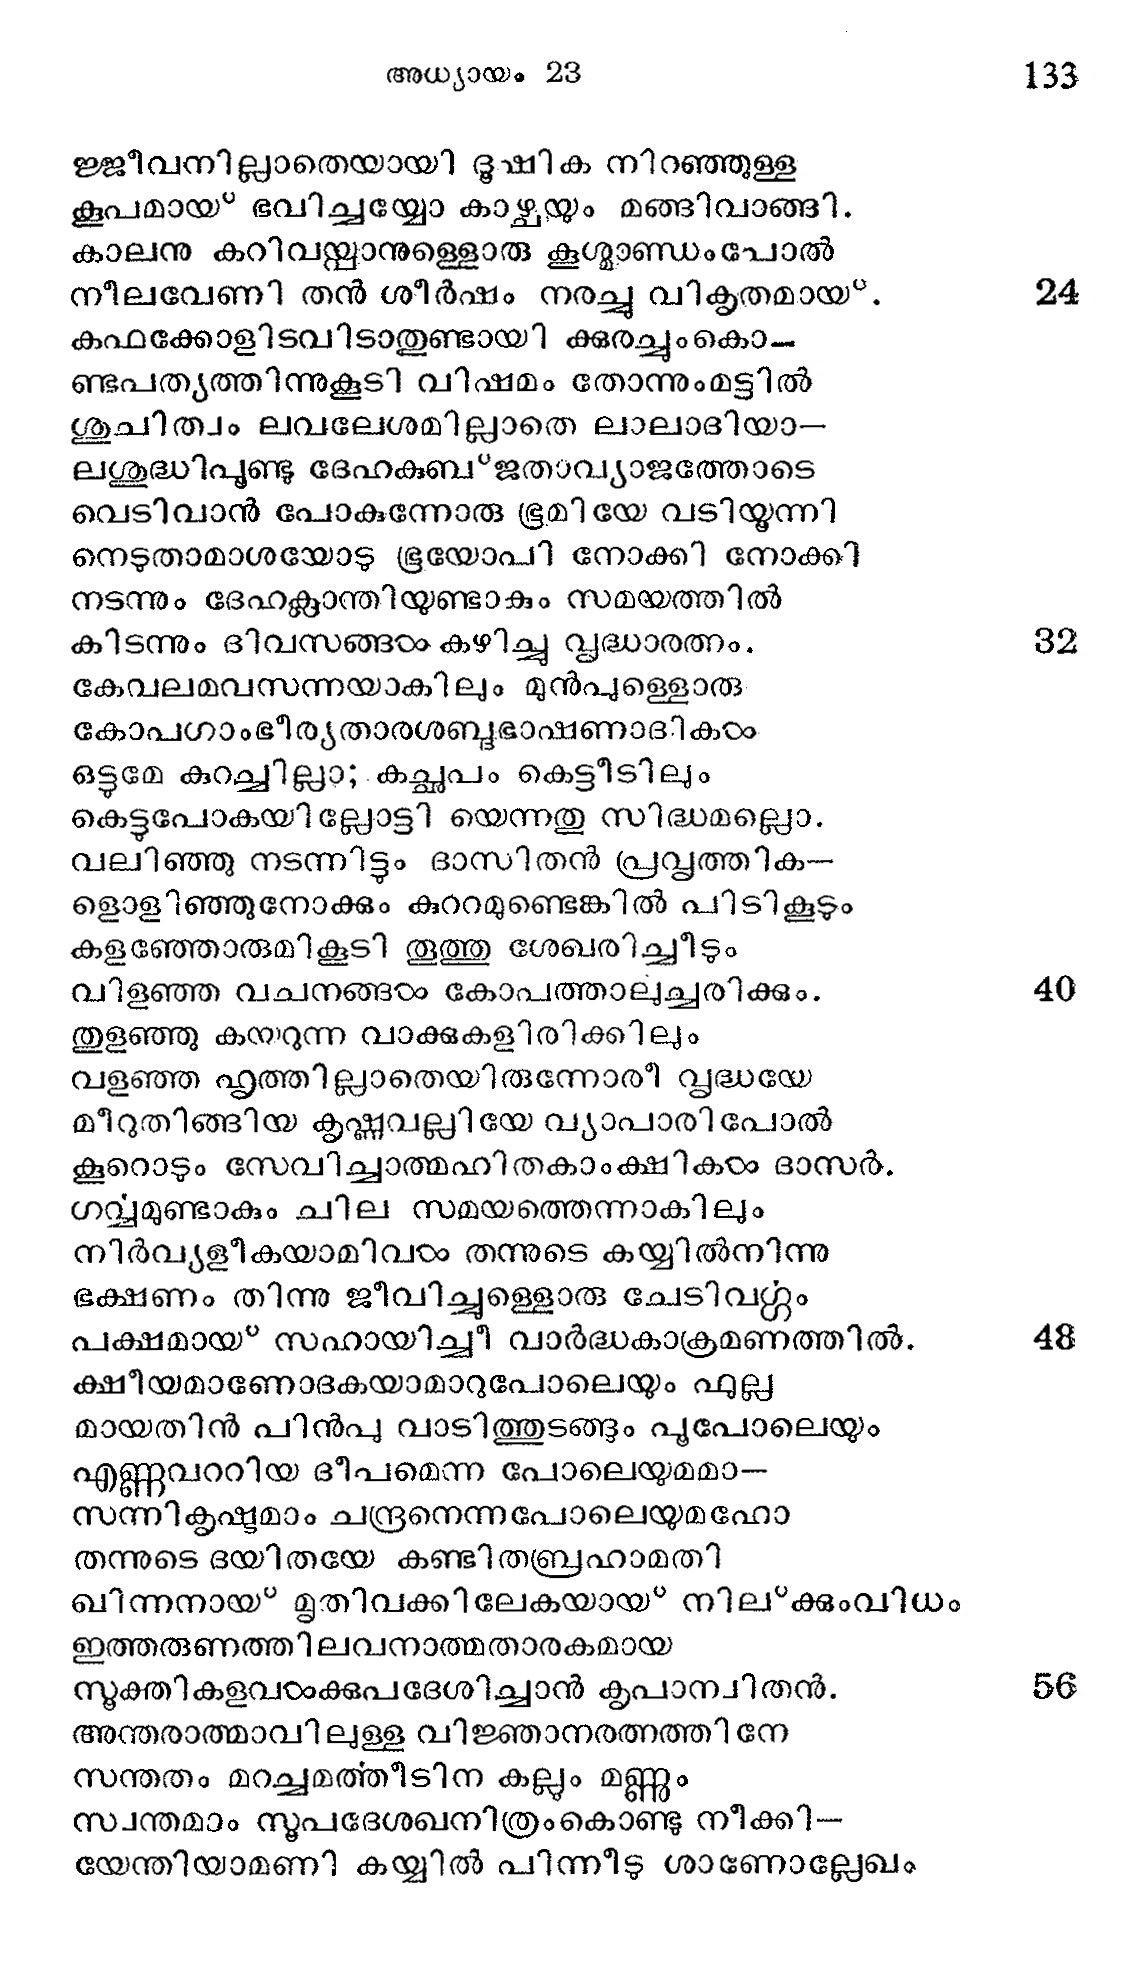 അധ്യായം 23 133
ജ്ജീവനില്ലാതെയായി ദൂഷിക നിറഞ്ഞുള്ള
കൂപമായ് ഭവിച്ചയ്യോ കാഴ്ചയും മങ്ങിവാങ്ങി.
കാലനു കറിവയ്പാനുള്ളൊരു കൂശ്മാണ്ഡംപോൽ
നീലവേണി തൻ ശീർഷം നരച്ചു വികൃതമായ്. 24
കഫക്കോളിടവിടാതുണ്ടായി ക്കുരച്ചുംകൊ—
ണ്ടപത്യത്തിന്നുകൂടി വിഷമം തോന്നുംമട്ടിൽ
ശുചിത്വം ലവലേശമില്ലാതെ ലാലാദിയാ—
ലശുദ്ധിപൂണ്ടു ദേഹകുബ്ജതാവ്യാജത്തോടെ
വെടിവാൻ പോകുന്നോരു ഭൂമിയേ വടിയൂന്നി
നെടുതാമാശയോടു ഭൂയോപി നോക്കി നോക്കി
നടന്നും ദേഹക്ലാന്തിയുണ്ടാകും സമയത്തിൽ
കിടന്നും ദിവസങ്ങൾ കഴിച്ചു വൃദ്ധാരത്നം. 32
കേവലമവസന്നയാകിലും മുൻപുള്ളൊരു
കോപഗാംഭീര്യതാരശബ്ദഭാഷണാദികൾ
ഒട്ടുമേ കുറച്ചില്ലാ; കച്ഛപം കെട്ടീടിലും
കെട്ടുപോകയില്ലോട്ടി യെന്നതു സിദ്ധമല്ലൊ.
വലിഞ്ഞു നടന്നിട്ടും ദാസിതൻ പ്രവൃത്തിക—
ളൊളിഞ്ഞുനോക്കും കുററമുണ്ടെങ്കിൽ പിടികൂടും
കളഞ്ഞോരുമികൂടി തൂത്തു ശേഖരിച്ചീടും
വിളഞ്ഞ വചനങ്ങൾ കോപത്താലുച്ചരിക്കും. 40
തുളഞ്ഞു കയറുന്ന വാക്കുകളിരിക്കിലും
വളഞ്ഞ ഹൃത്തില്ലാതെയിരുന്നോരീ വൃദ്ധയേ
മീറുതിങ്ങിയ കൃഷ്ണവല്ലിയേ വ്യാപാരിപോൽ
കൂറൊടും സേവിച്ചാത്മഹിതകാംക്ഷികൾ ദാസർ.
ഗർവ്വമുണ്ടാകും ചില സമയത്തെന്നാകിലും
നിർവ്യളീകയാമിവൾ തന്നുടെ കയ്യിൽനിന്നു
ഭക്ഷണം തിന്നു ജീവിച്ചുള്ളൊരു ചേടിവർഗ്ഗം
പക്ഷമായ് സഹായിച്ചീ വാർദ്ധകാക്രമണത്തിൽ. 48
ക്ഷീയമാണോദകയാമാറുപോലെയും ഫുല്ല
മായതിൻ പിൻപു വാടിത്തുടങ്ങും പൂപോലെയും
എണ്ണവററിയ ദീപമെന്ന പോലെയുമമാ—
സന്നികൃഷ്ടമാം ചന്ദ്രനെന്നപോലെയുമഹോ
തന്നുടെ ദയിതയേ കണ്ടിതബ്രഹാമതി
ഖിന്നനായ് മൃതിവക്കിലേകയായ് നില്ക്കുംവിധം
ഇത്തരുണത്തിലവനാത്മതാരകമായ
സൂക്തികളവൾക്കുപദേശിച്ചാൻ കൃപാന്വിതൻ. 56
അന്തരാത്മാവിലുള്ള വിജ്ഞാനരത്നത്തിനേ
സന്തതം മറച്ചമർത്തീടിന കല്ലും മണ്ണും
സ്വന്തമാം സൂപദേശഖനിത്രംകൊണ്ടു നീക്കി—
യേന്തിയാമണി കയ്യിൽ പിന്നീടു ശാണോല്ലേഖം